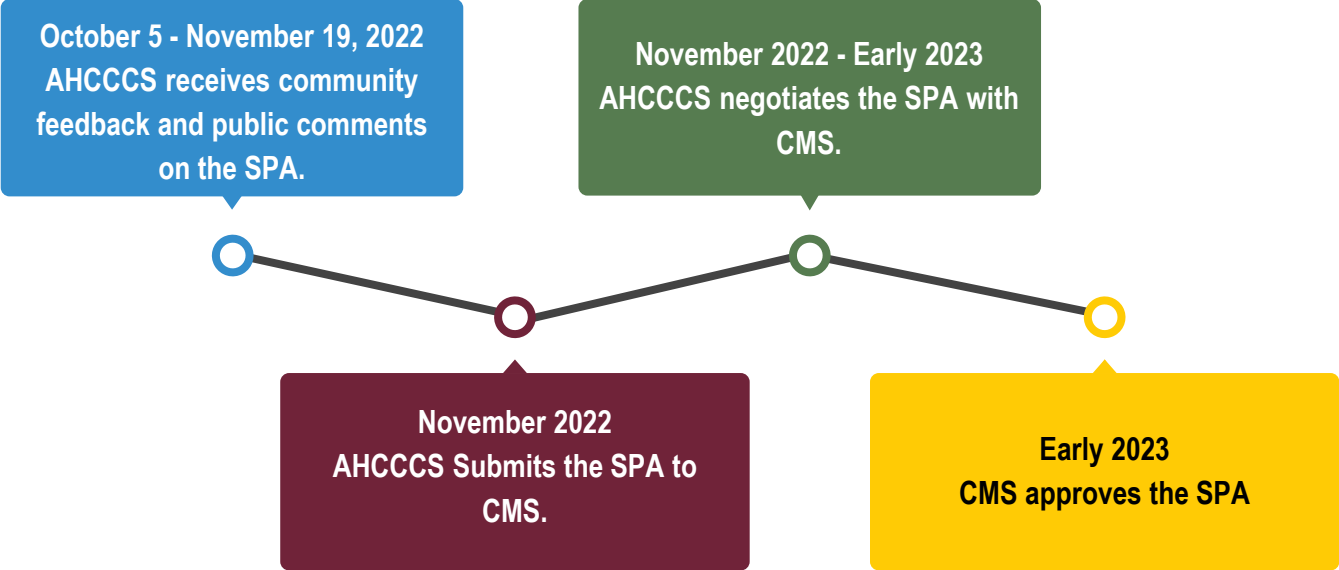 October 5 - November 19, 2022
AHCCCS receives community
feedback and public comments
on the SPA.
November 2022
AHCCCS Submits the SPA to
CMS.
November 2022 - Early 2023
AHCCCS negotiates the SPA with
CMS.
Early 2023
CMS approves the SPA